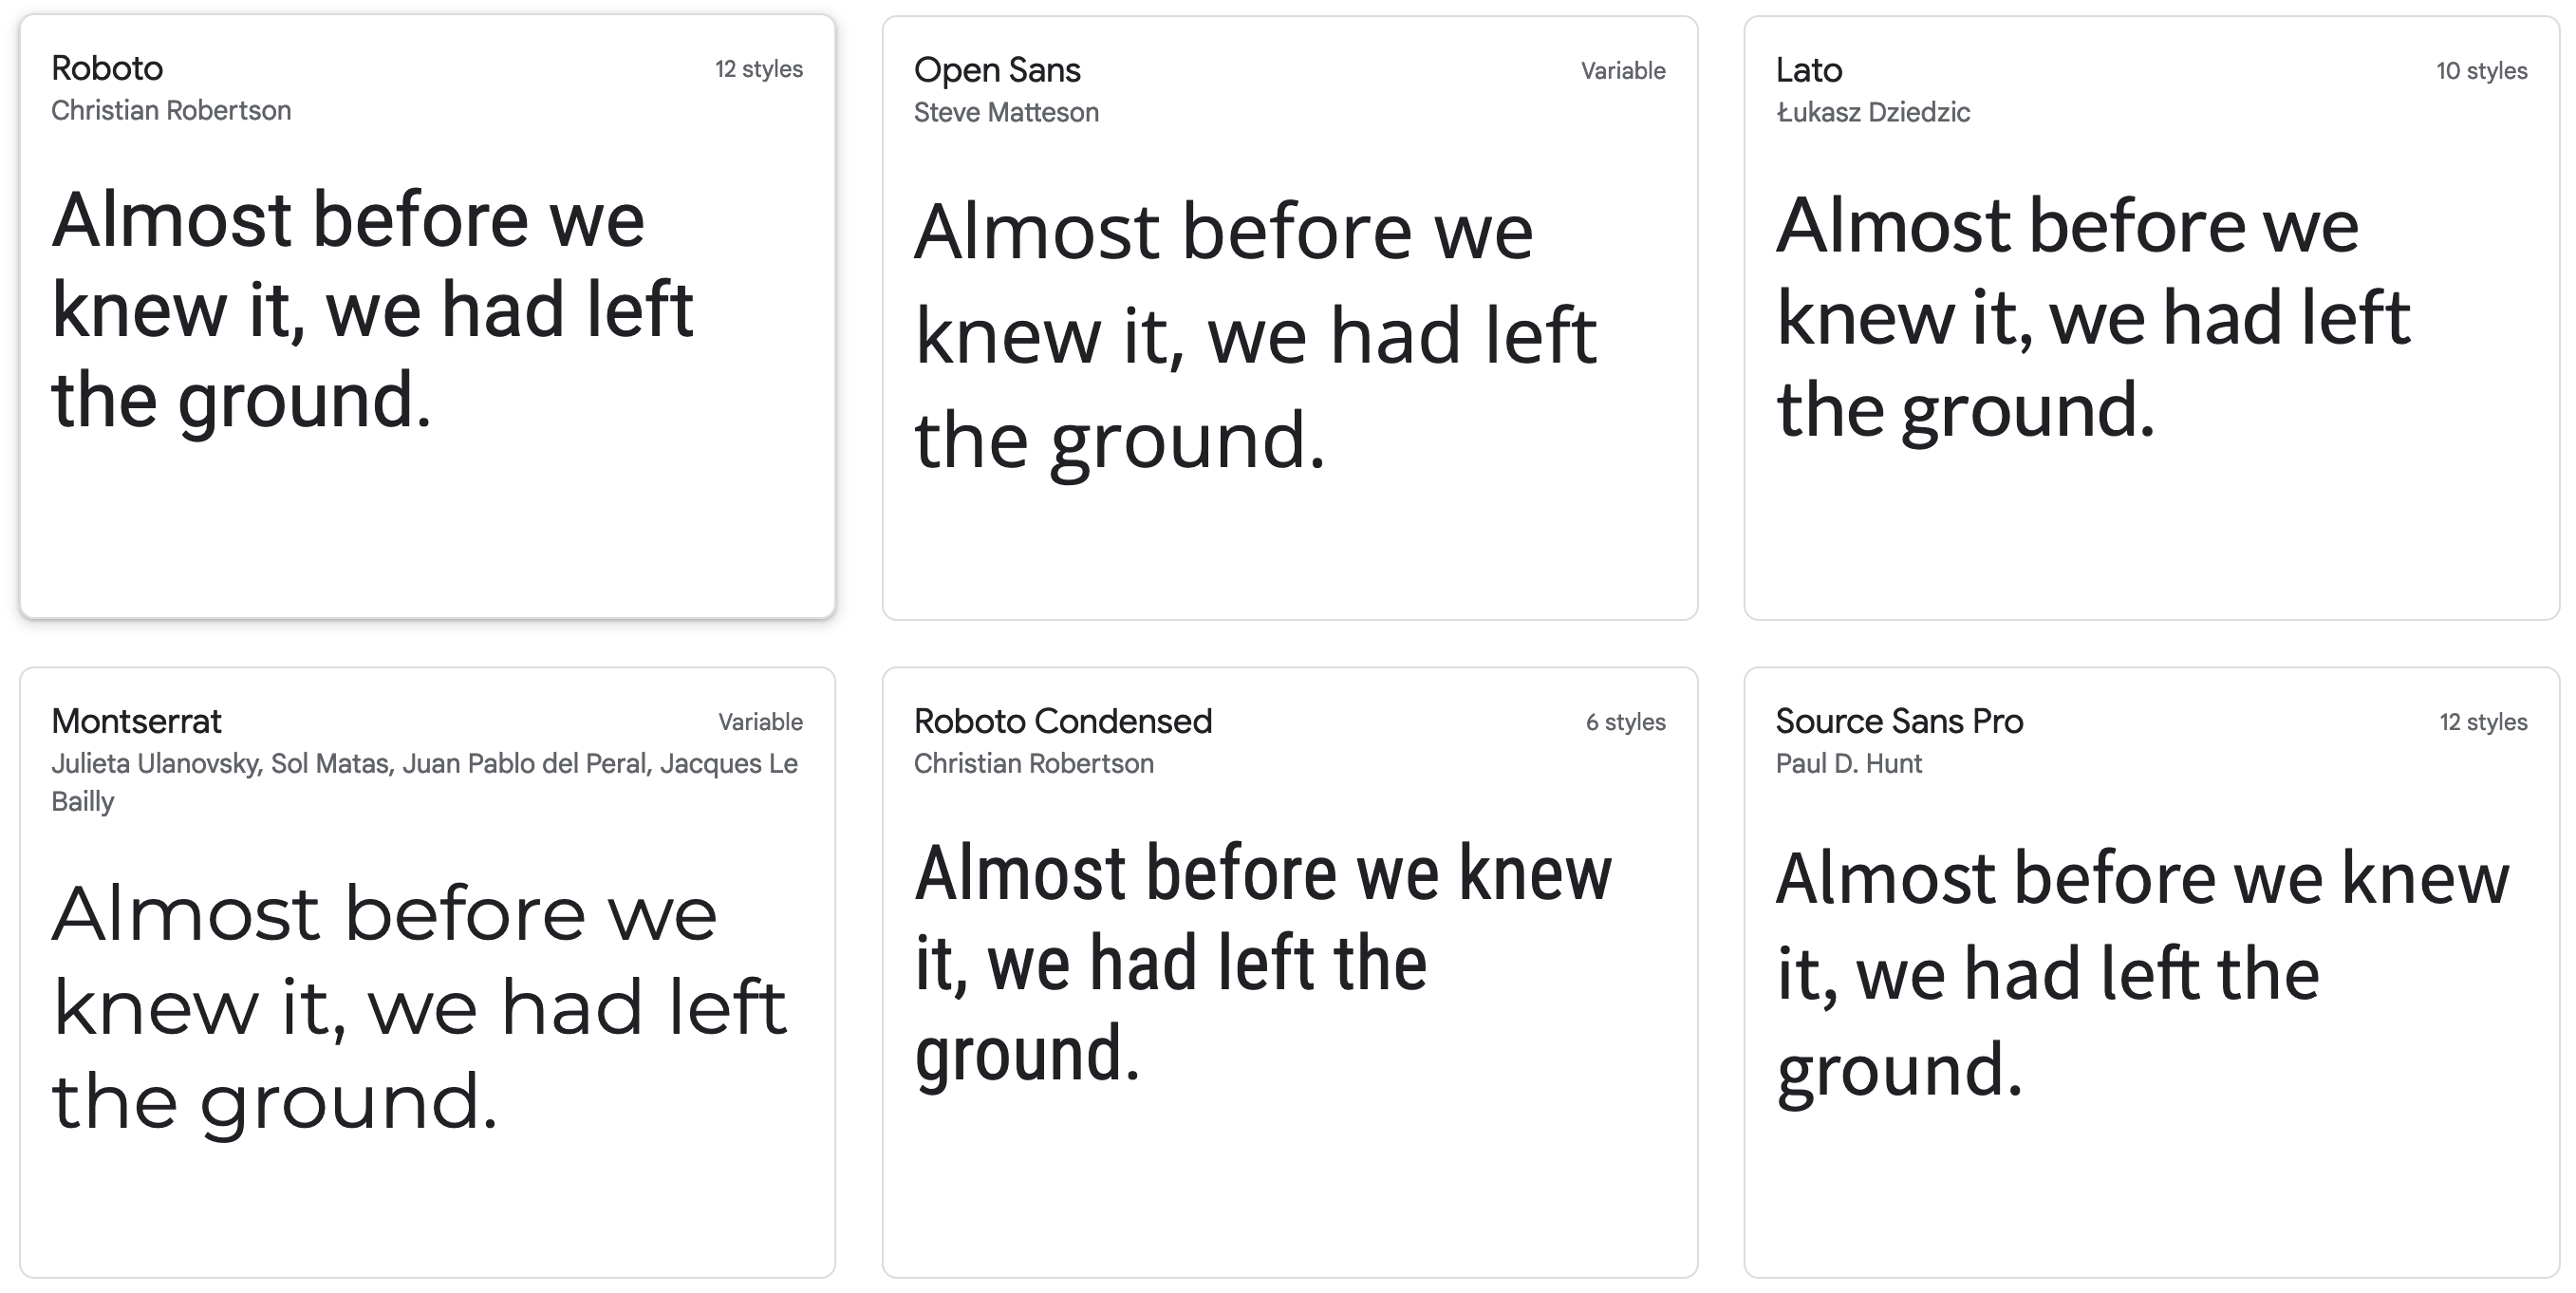 Roboto
12 styles
Christian Robertson
Almost before we
knew it, we had left
the ground.
Open Sans
Variable
Steve Matteson
Almost before we
knew it, we had left
the ground.
Lato
10 styles
Łukasz Dziedzic
Almost before we
knew it, we had left
the ground.
Montserrat
Variable
Julieta Ulanovsky, Sol Matas, Juan Pablo del Peral, Jacques Le
Bailly
Almost before we
knew it, we had left
the ground.
Roboto Condensed
6 styles
Christian Robertson
Almost before we knew
it, we had left the
ground.
Source Sans Pro
12 styles
Paul D. Hunt
Almost before we knew
it, we had left the
ground.